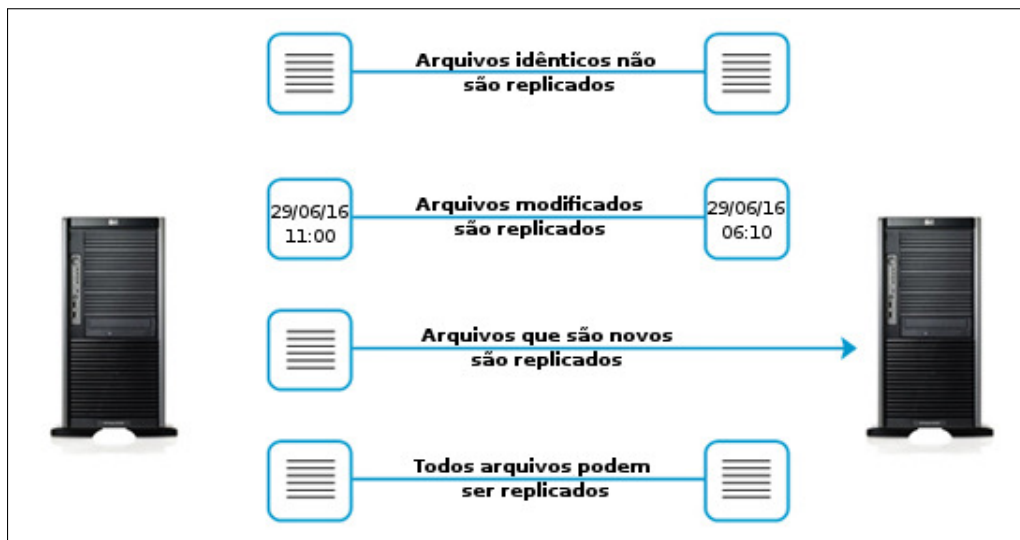 Arquivos idênticos não
são replicados
29/06/16
11:00
Arquivos modificados
são replicados
29/06/16
06:10
Arquivos que são novos
são replicados
Todos arquivos podem
ser replicados